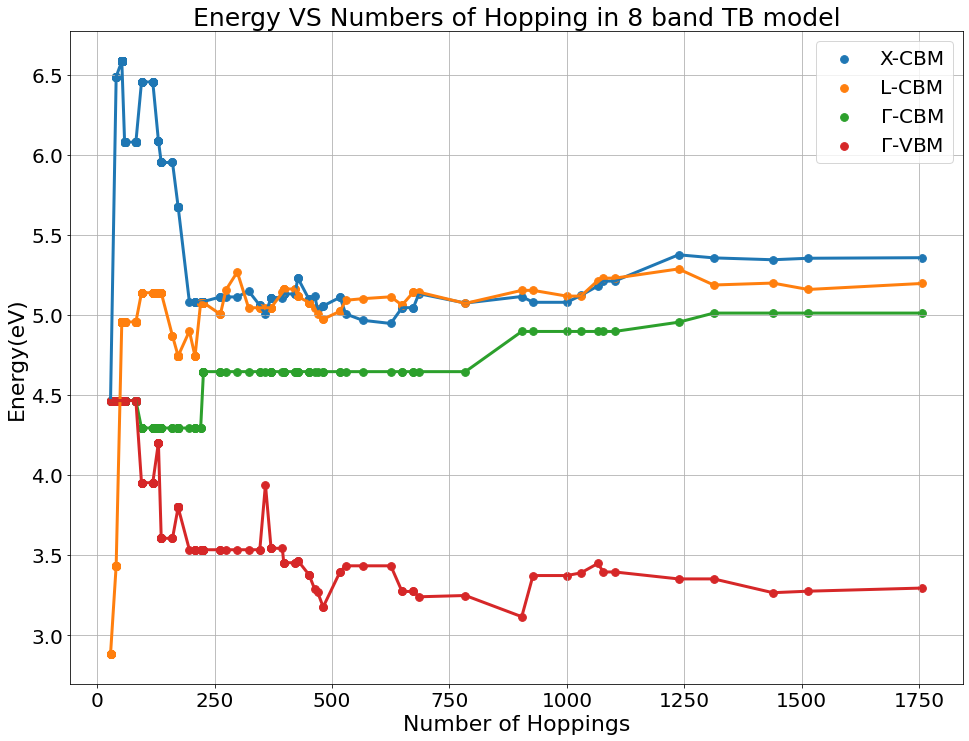 Energy VS Numbers of Hopping in 8 band TB model
X-CBM
L-CBM
Γ-CBM
Γ-VBM
Energy(eV)
6.5
6.0
5.5
5.0
4.5
4.0
3.5
3.0
0 250 500 750 1000 1250 1500 1750
Number of Hoppings